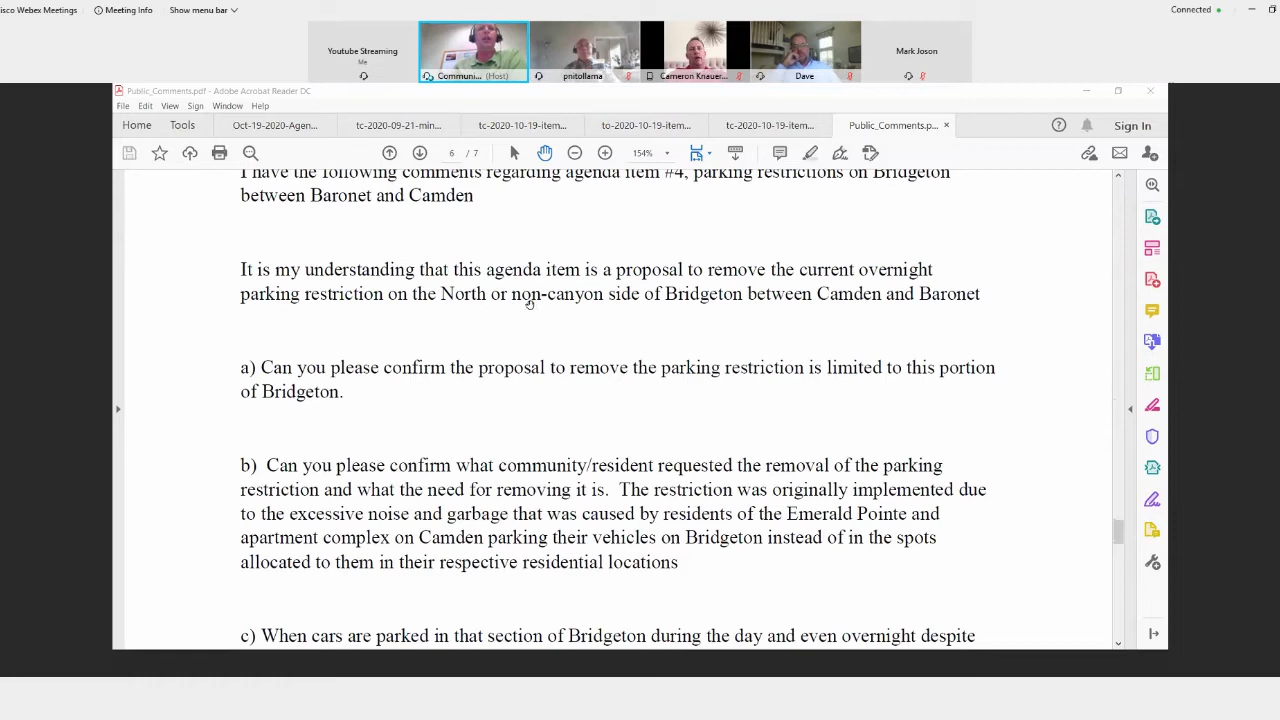 isco Webex Meetings Meeting Info Show menu bar Connected
Youtube Streaming
Me
Communi... (Host)
pnitollama
Cameron Knauer...
Dave
Mark Joson
Public_Comments.pdf - Adobe Acrobat Reader DC
File Edit View Sign Window Help
Home Tools Oct-19-2020-Agen... tc-2020-09-21-min... tc-2020-10-19-item... to-2020-10-19-item... tc-2020-10-19-item... Public_Comments.p... × Sign In
6 / 7 154%
I have the following comments regarding agenda item #4, parking restrictions on Bridgeton
between Baronet and Camden
It is my understanding that this agenda item is a proposal to remove the current overnight
parking restriction on the North or non-canyon side of Bridgeton between Camden and Baronet
a) Can you please confirm the proposal to remove the parking restriction is limited to this portion
of Bridgeton.
b) Can you please confirm what community/resident requested the removal of the parking
restriction and what the need for removing it is. The restriction was originally implemented due
to the excessive noise and garbage that was caused by residents of the Emerald Pointe and
apartment complex on Camden parking their vehicles on Bridgeton instead of in the spots
allocated to them in their respective residential locations
c) When cars are parked in that section of Bridgeton during the day and even overnight despite